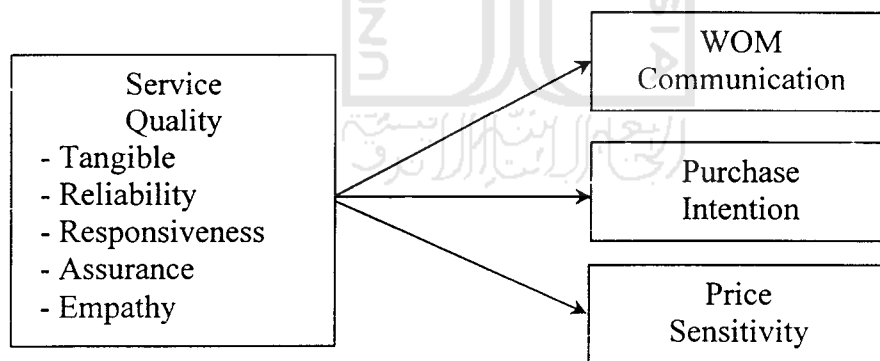 Service
Quality
- Tangible
- Reliability
- Responsiveness
- Assurance
- Empathy
WOM
Communication
Purchase
Intention
Price
Sensitivity